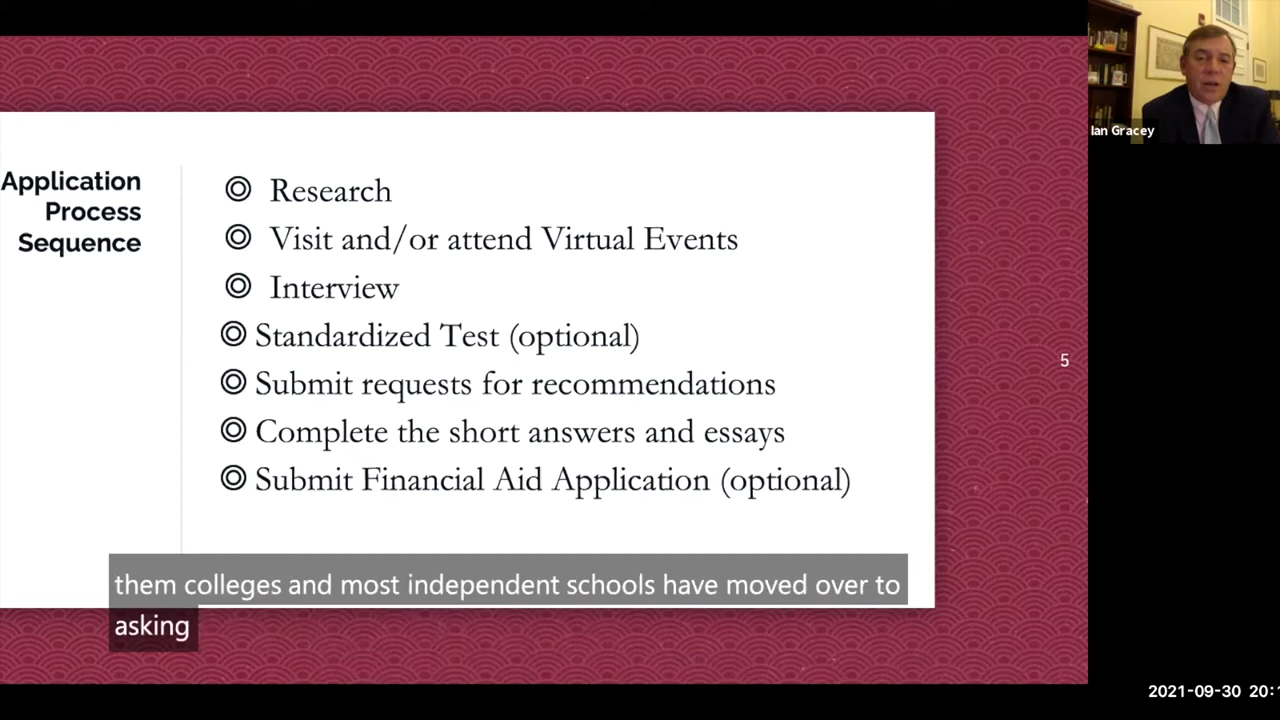 Application
Process
Sequence
Research
Visit and/or attend Virtual Events
Interview
Standardized Test (optional)
Submit requests for recommendations
Complete the short answers and essays
Submit Financial Aid Application (optional)
5
them colleges and most independent schools have moved over to
asking
Ian Gracey
2021-09-30 20: